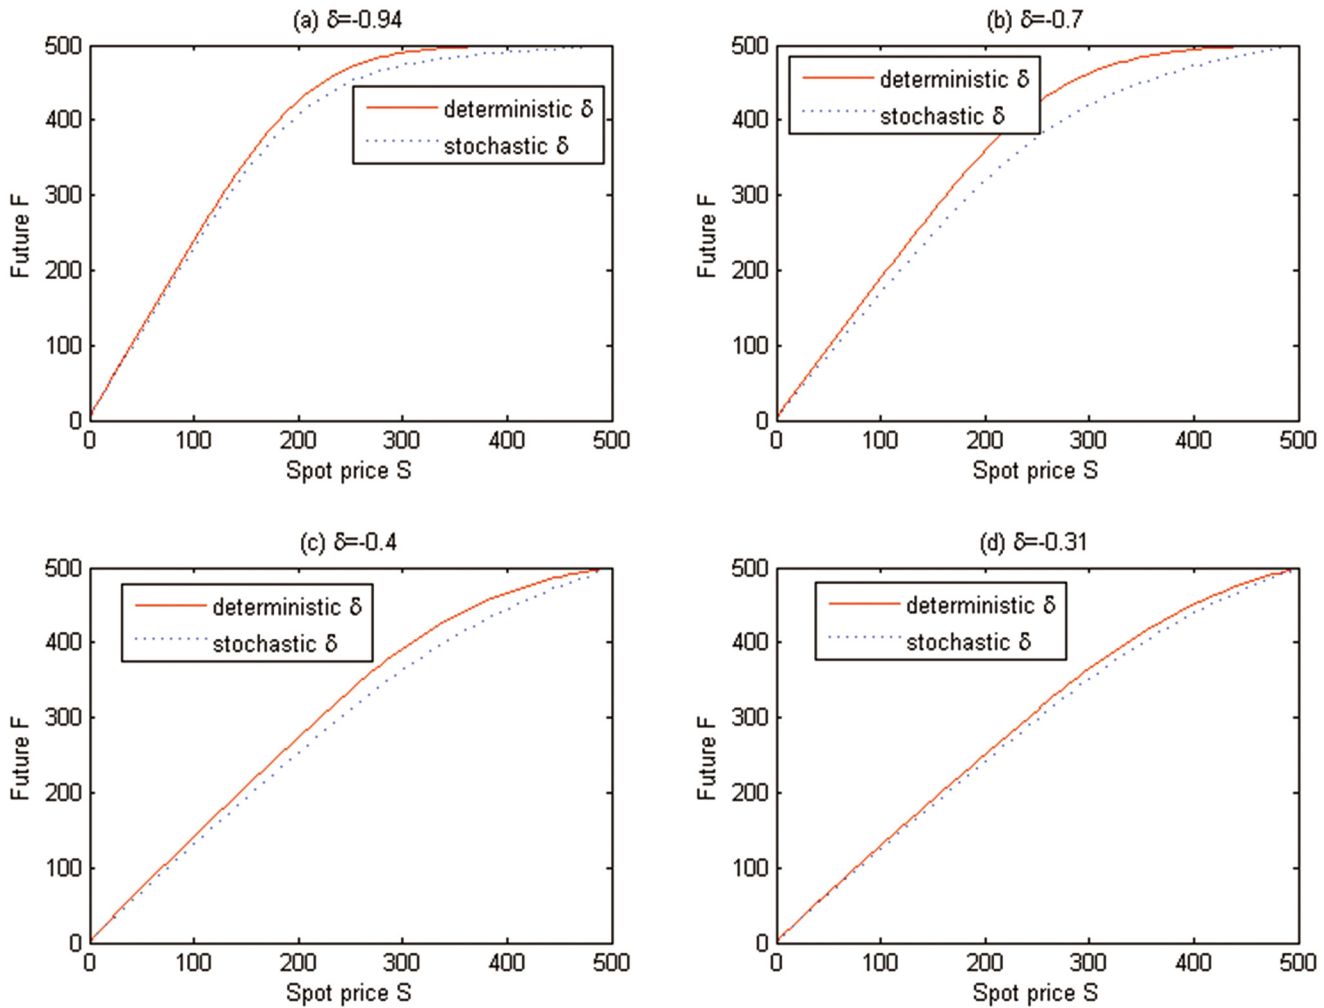 (a) δ=-0.94
500
400
300
200
100
0
Future F
deterministic δ
stochastic δ
0 100 200 300 400 500
Spot price S
(b) δ=-0.7
500
400
300
200
100
0
Future F
deterministic δ
stochastic δ
0 100 200 300 400 500
Spot price S
(c) δ=-0.4
500
400
300
200
100
0
Future F
deterministic δ
stochastic δ
0 100 200 300 400 500
Spot price S
(d) δ=-0.31
500
400
300
200
100
0
Future F
deterministic δ
stochastic δ
0 100 200 300 400 500
Spot price S